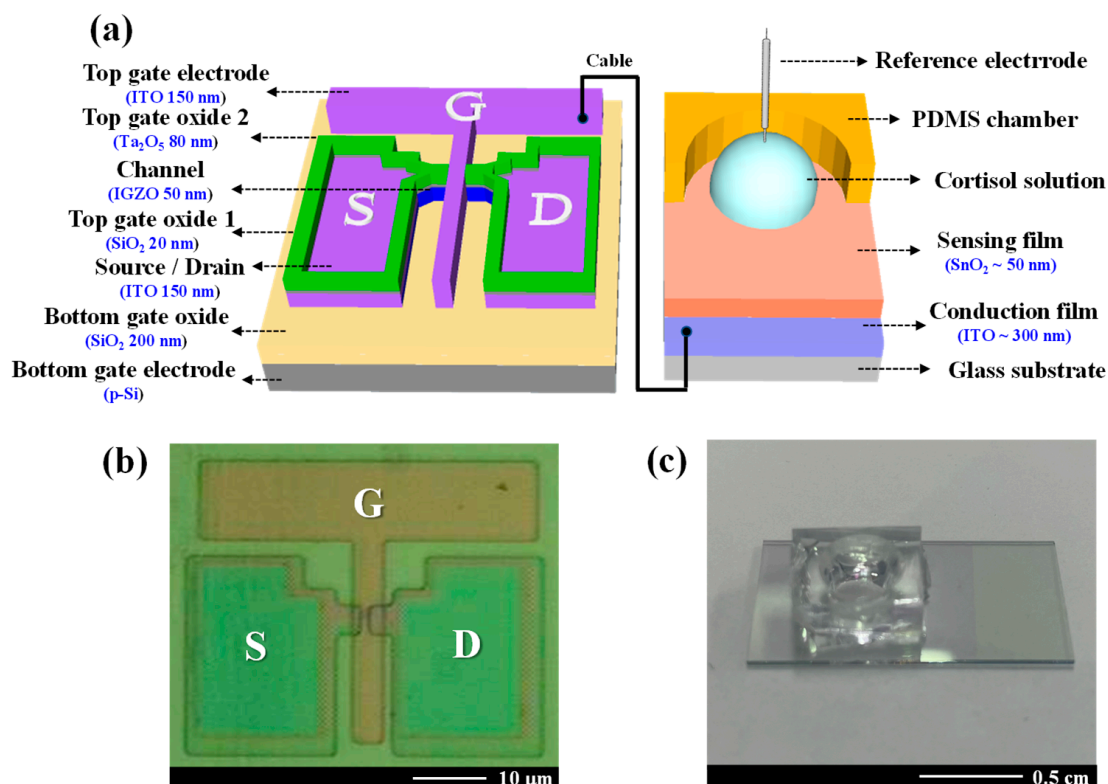 (a)
Top gate electrode
(ITO 150 nm)
Top gate oxide 2
(Ta₂O₅ 80 nm)
Channel
(IGZO 50 nm)
Top gate oxide 1
(SiO₂ 20 nm)
Source / Drain
(ITO 150 nm)
Bottom gate oxide
(SiO₂ 200 nm)
Bottom gate electrode
(p-Si)
G
S
D
Cable
Reference electrrode
PDMS chamber
Cortisol solution
Sensing film
(SnO₂ ~ 50 nm)
Conduction film
(ITO ~ 300 nm)
Glass substrate
(b)
G
S
D
10 μm
(c)
0.5 cm